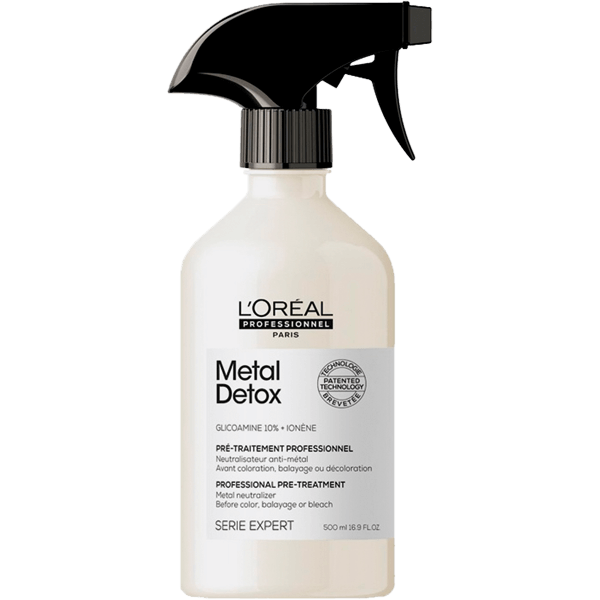 L'ORÉAL
PROFESSIONNEL
PARIS
Metal
Detox
TECHNOLOGIE
PATENTED
TECHNOLOGY
BREVETÉE
GLICOAMINE 10% + IONÈNE
PRÉ-TRAITEMENT PROFESSIONNEL
Neutralisateur anti-métal
Avant coloration, balayage ou décoloration
PROFESSIONAL PRE-TREATMENT
Metal neutralizer
Before color, balayage or bleach
SERIE EXPERT
500 ml 16.9 FL.OZ